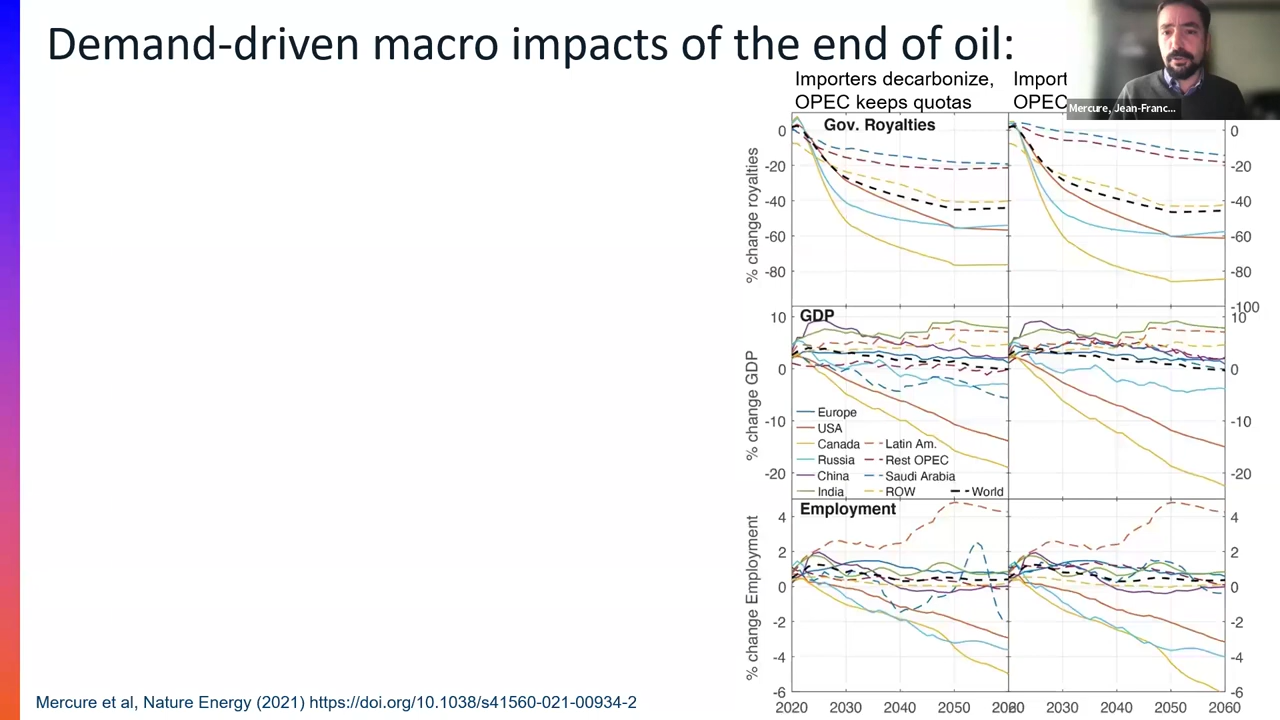 Demand-driven macro impacts of the end of oil:
Importers decarbonize,
OPEC keeps quotas
Import
OPEC
Mercure, Jean-Franc...
Gov. Royalties
% change royalties
0
-20
-40
-60
-80
0
-20
-40
-60
-80
-100
GDP
% change GDP
10
0
-10
-20
10
0
-10
-20
Europe
USA
Canada
Russia
China
India
Latin Am.
Rest OPEC
Saudi Arabia
ROW
World
Employment
% change Employment
4
2
0
-2
-4
-6
4
2
0
-2
-4
-6
2020 2030 2040 2050 2030 2040 2050 2060
Mercure et al, Nature Energy (2021) https://doi.org/10.1038/s41560-021-00934-2